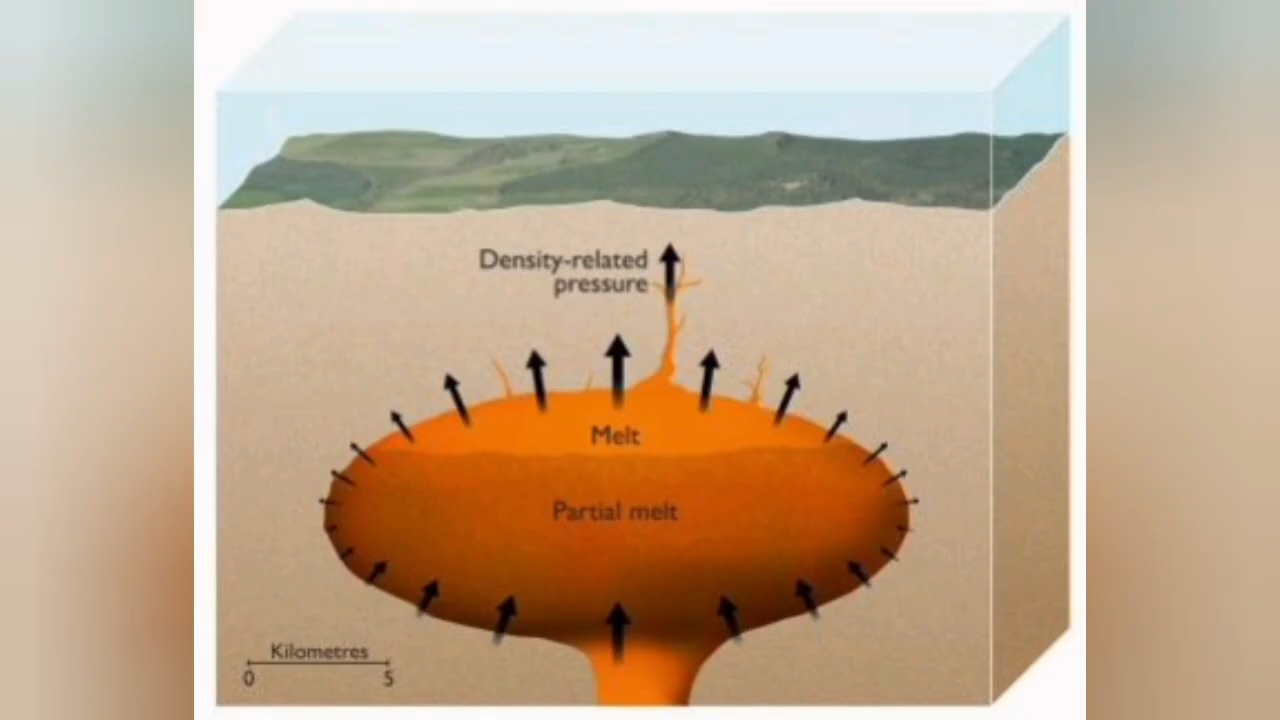 Density-related
pressure
Melt
Partial melt
Kilometres
0 5